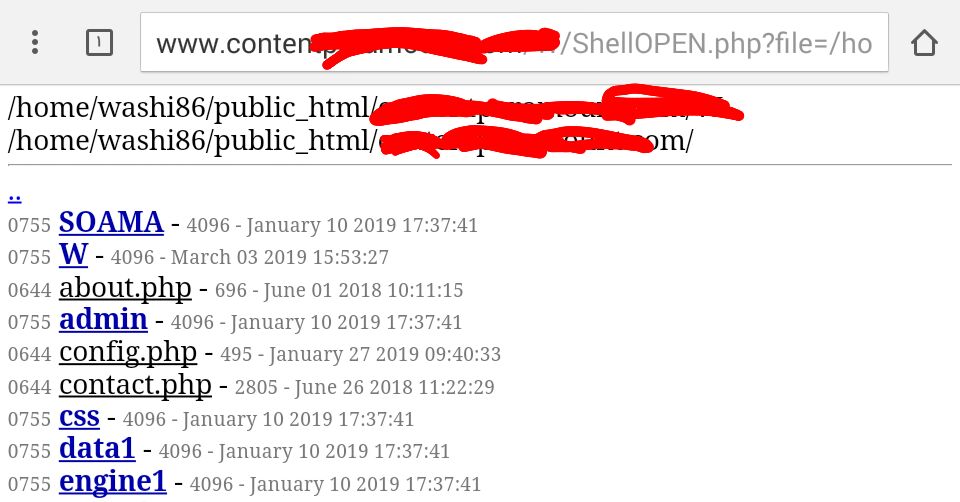 ١
www.content /ShellOPEN.php?file=/ho
/home/washi86/public_html/
/home/washi86/public_html/ om/
..
0755 SOAMA - 4096 - January 10 2019 17:37:41
0755 W - 4096 - March 03 2019 15:53:27
0644 about.php - 696 - June 01 2018 10:11:15
0755 admin - 4096 - January 10 2019 17:37:41
0644 config.php - 495 - January 27 2019 09:40:33
0644 contact.php - 2805 - June 26 2018 11:22:29
0755 css - 4096 - January 10 2019 17:37:41
0755 data1 - 4096 - January 10 2019 17:37:41
0755 engine1 - 4096 - January 10 2019 17:37:41